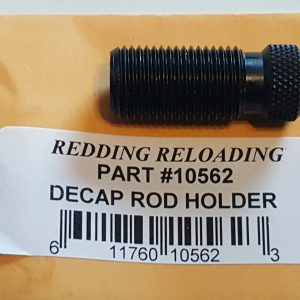 REDDING RELOADING
PART #10562
DECAP ROD HOLDER
6 11760 10562 3